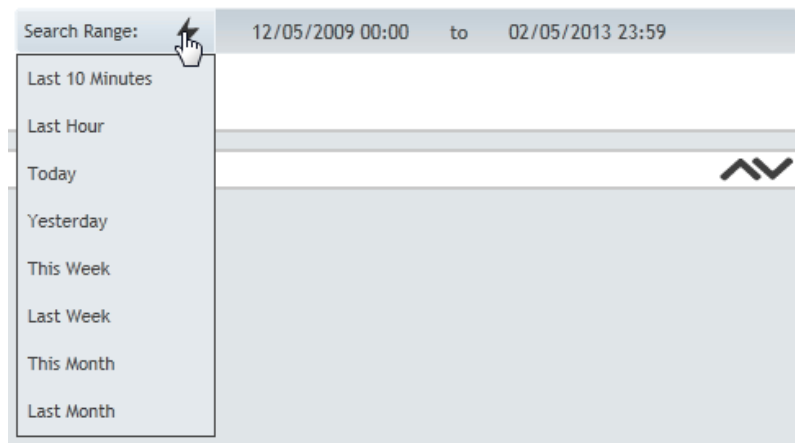 Search Range: 12/05/2009 00:00 to 02/05/2013 23:59
Last 10 Minutes
Last Hour
Today
Yesterday
This Week
Last Week
This Month
Last Month